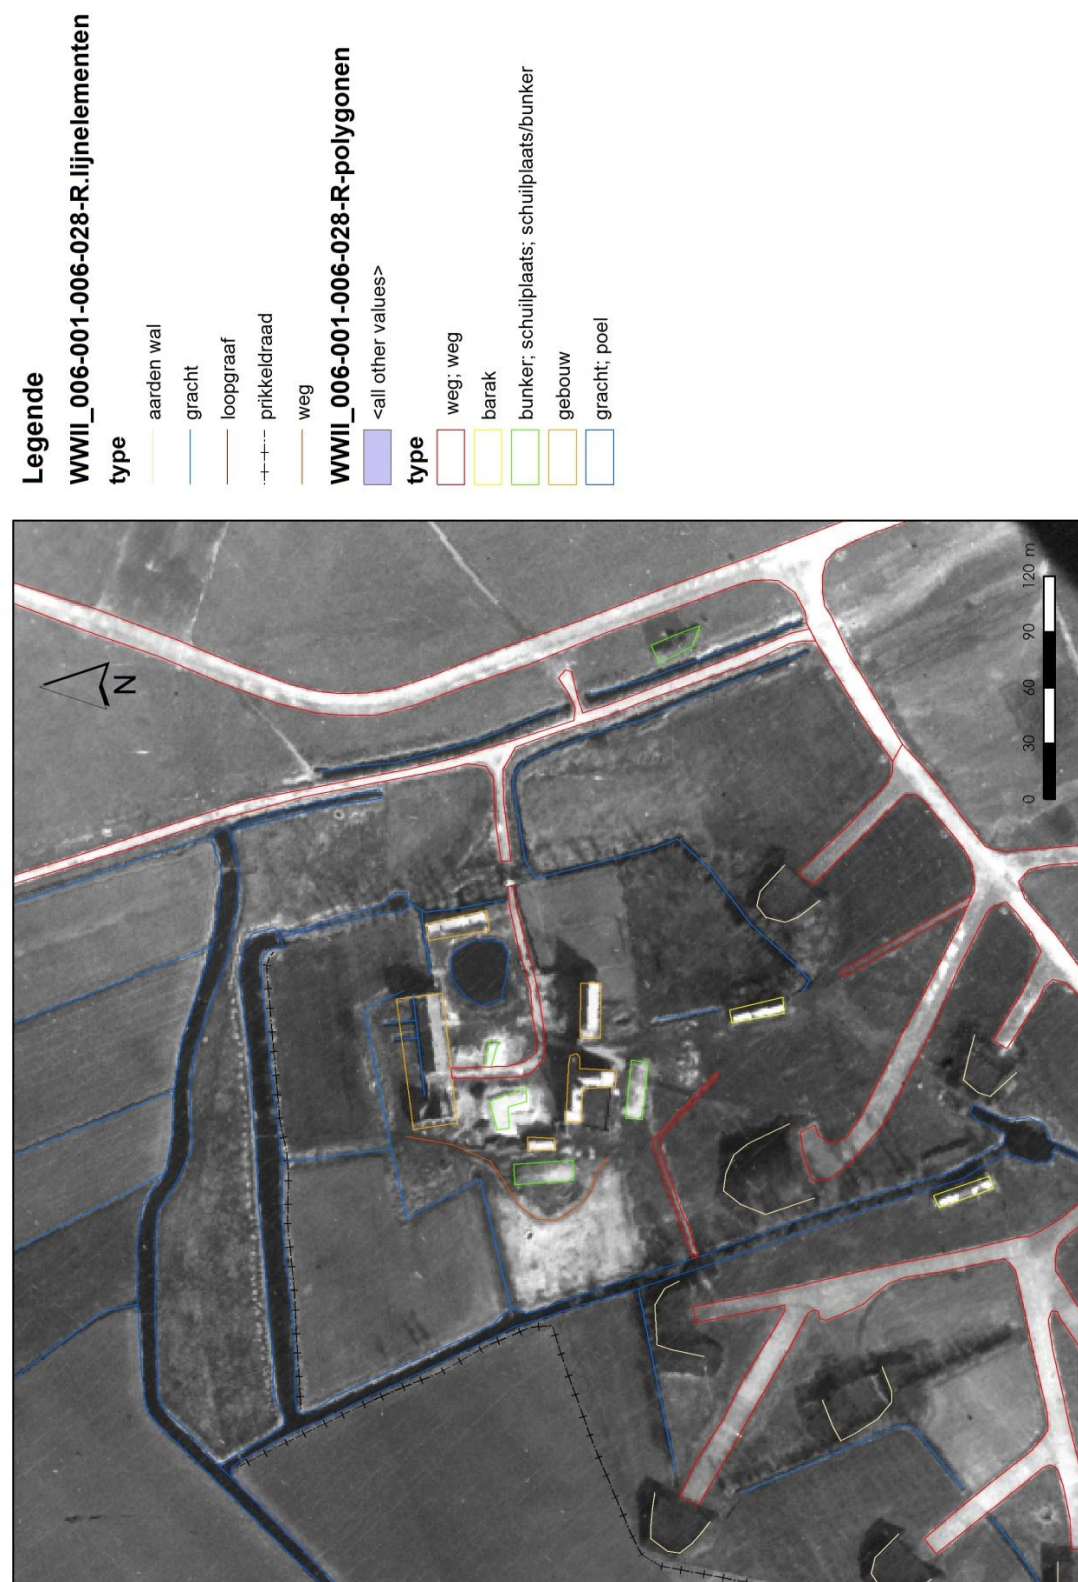 Legende
WWII_006-001-006-028-R.lijnelementen
type
aarden wal
gracht
loopgraaf
prikkeldraad
weg
WWII_006-001-006-028-R-polygonen
<all other values>
type
weg; weg
barak
bunker; schuilplaats; schuilplaats/bunker
gebouw
gracht; poel
N
0 30 60 90 120 m